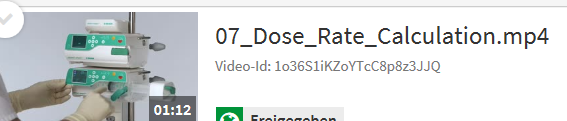 07_Dose_Rate_Calculation.mp4
Video-Id: 1o36S1iKZoYTcC8p8z3JJQ
01:12
Freigegeben